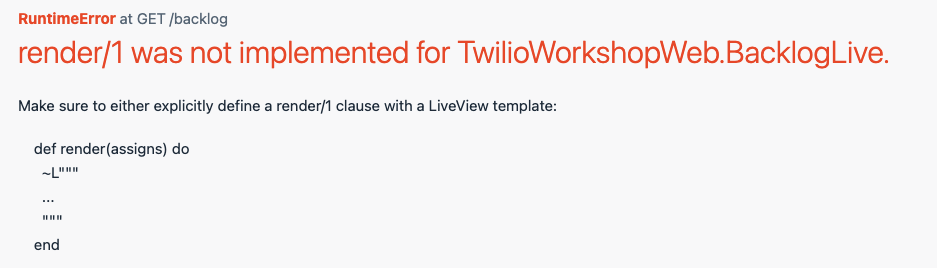 RuntimeError at GET /backlog
render/1 was not implemented for TwilioWorkshopWeb.BacklogLive.
Make sure to either explicitly define a render/1 clause with a LiveView template:
def render(assigns) do
~L"""
...
"""
end